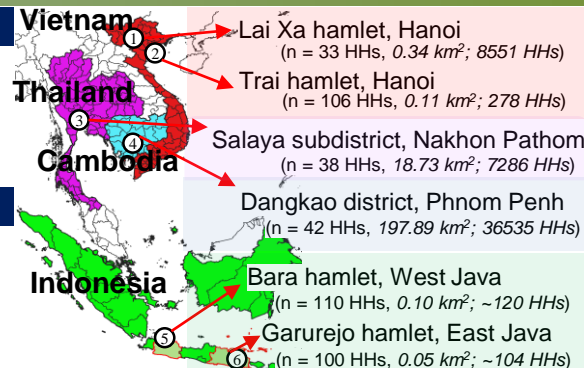 Vietnam
1
2
Lai Xa hamlet, Hanoi
(n = 33 HHs, 0.34 km²; 8551 HHs)
Trai hamlet, Hanoi
(n = 106 HHs, 0.11 km²; 278 HHs)
Thailand
3
Salaya subdistrict, Nakhon Pathom
(n = 38 HHs, 18.73 km²; 7286 HHs)
4
Cambodia
Dangkao district, Phnom Penh
(n = 42 HHs, 197.89 km²; 36535 HHs)
Indonesia
Bara hamlet, West Java
(n = 110 HHs, 0.10 km²; ~120 HHs)
5
Garurejo hamlet, East Java
(n = 100 HHs, 0.05 km²; ~104 HHs)
6